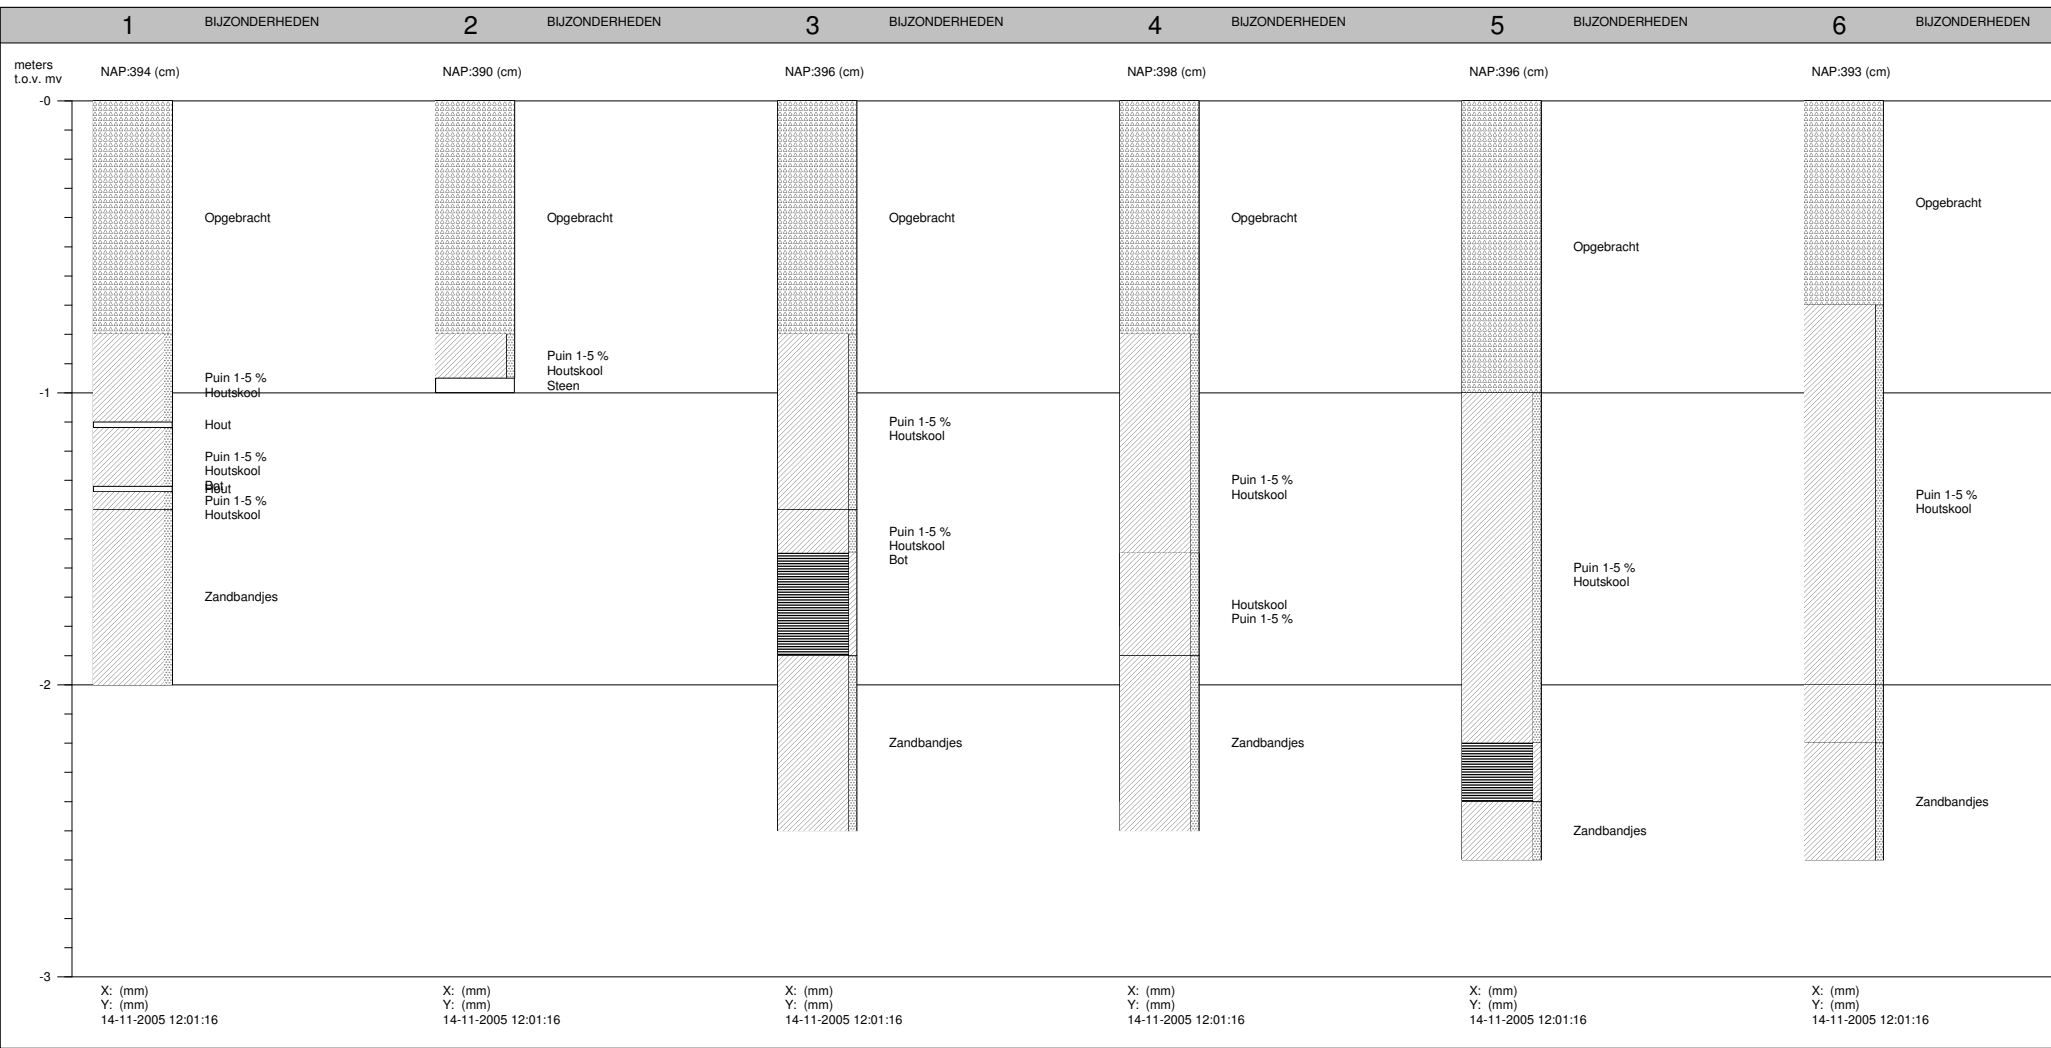 1 BIJZONDERHEDEN 2 BIJZONDERHEDEN 3 BIJZONDERHEDEN 4 BIJZONDERHEDEN 5 BIJZONDERHEDEN 6 BIJZONDERHEDEN
meters
t.o.v. mv
NAP:394 (cm) NAP:390 (cm) NAP:396 (cm) NAP:398 (cm) NAP:396 (cm) NAP:393 (cm)
-0
-1
-2
-3
Opgebracht
Puin 1-5 %
Houtskool
Hout
Puin 1-5 %
Houtskool
Bot
Hout
Puin 1-5 %
Houtskool
Zandbandjes
Opgebracht
Puin 1-5 %
Houtskool
Steen
Opgebracht
Puin 1-5 %
Houtskool
Puin 1-5 %
Houtskool
Bot
Zandbandjes
Opgebracht
Puin 1-5 %
Houtskool
Houtskool
Puin 1-5 %
Zandbandjes
Opgebracht
Puin 1-5 %
Houtskool
Zandbandjes
Opgebracht
Puin 1-5 %
Houtskool
Zandbandjes
X: (mm) X: (mm) X: (mm) X: (mm) X: (mm) X: (mm)
Y: (mm) Y: (mm) Y: (mm) Y: (mm) Y: (mm) Y: (mm)
14-11-2005 12:01:16 14-11-2005 12:01:16 14-11-2005 12:01:16 14-11-2005 12:01:16 14-11-2005 12:01:16 14-11-2005 12:01:16